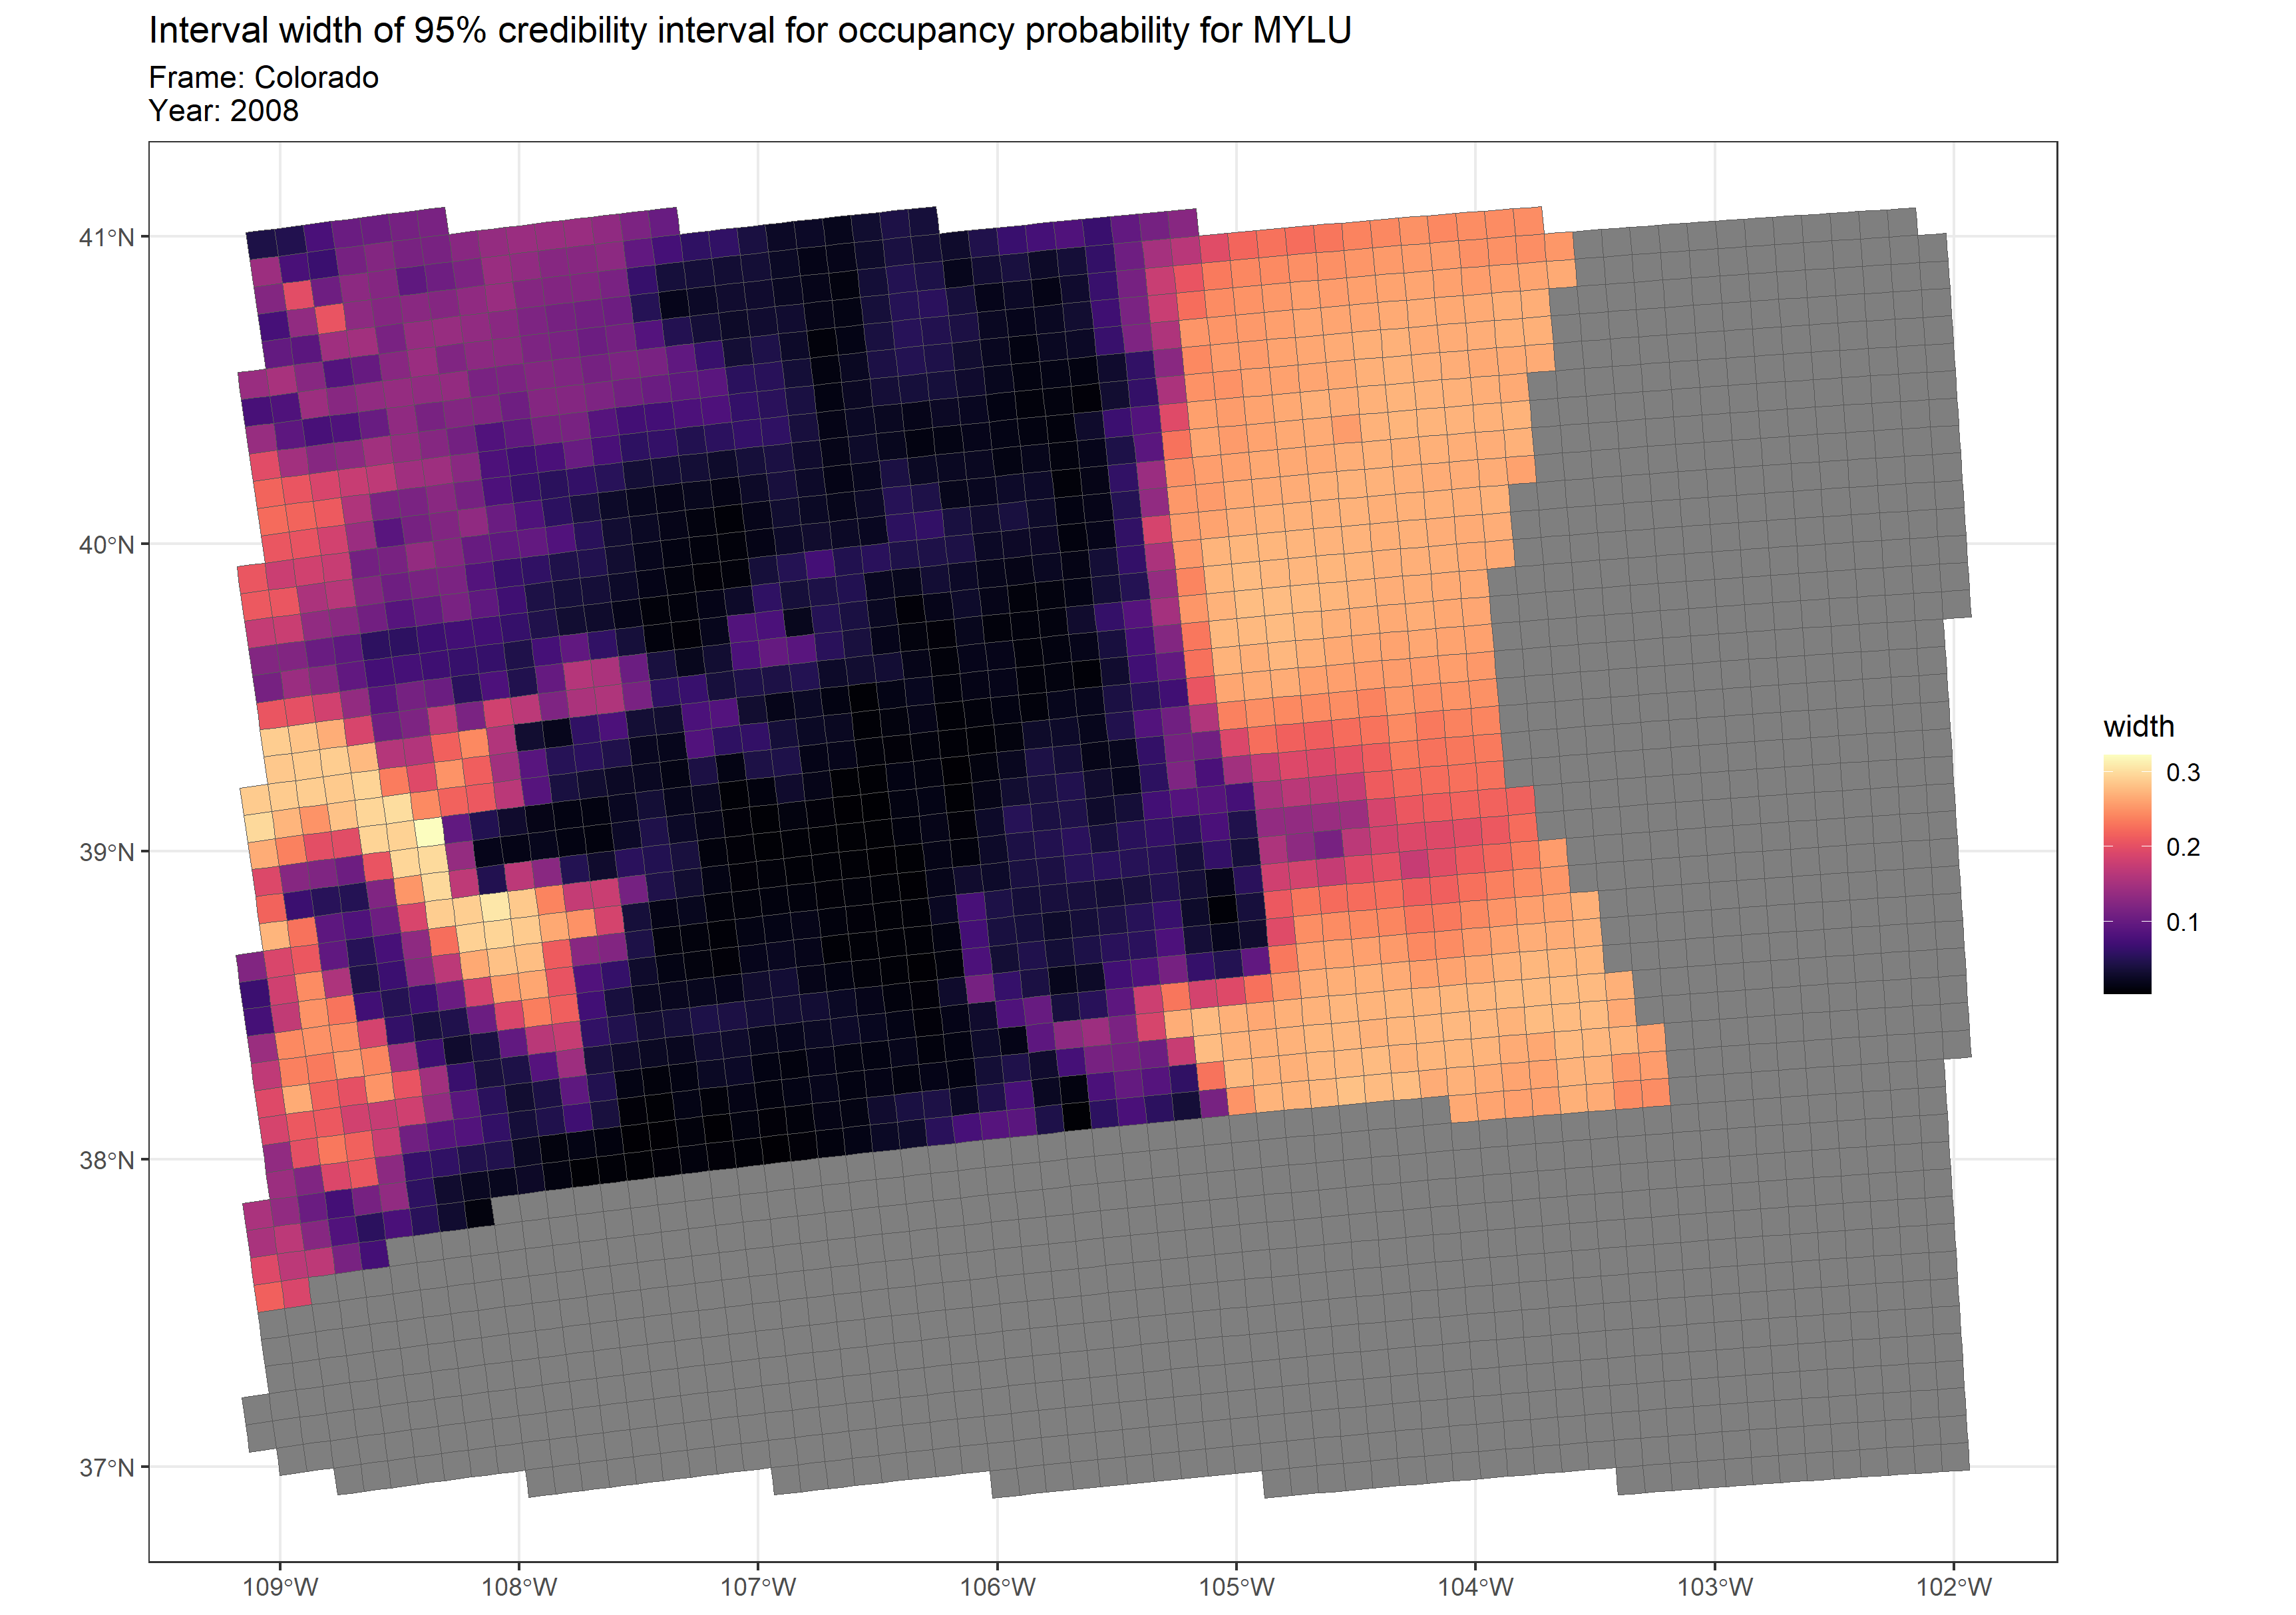 Interval width of 95% credibility interval for occupancy probability for MYLU
Frame: Colorado
Year: 2008
41°N
40°N
39°N
38°N
37°N
109°W
108°W
107°W
106°W
105°W
104°W
103°W
102°W
width
0.3
0.2
0.1